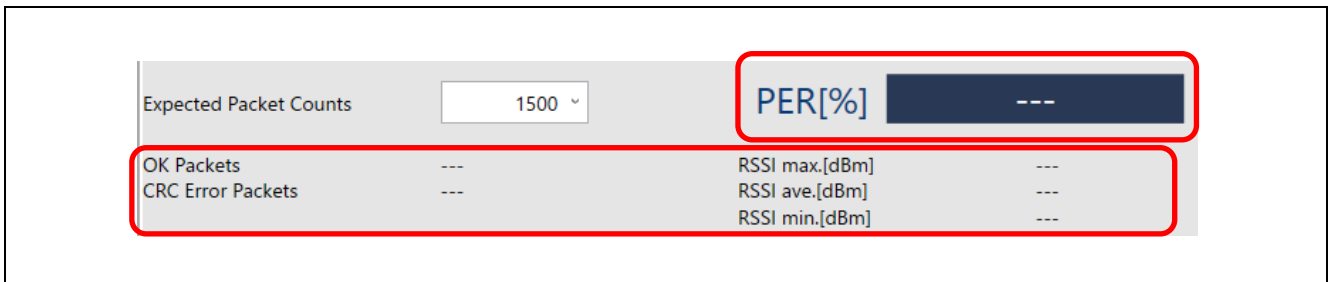 Expected Packet Counts 1500 PER[%] ---
OK Packets --- RSSI max.[dBm] ---
CRC Error Packets --- RSSI ave.[dBm] ---
RSSI min.[dBm] ---